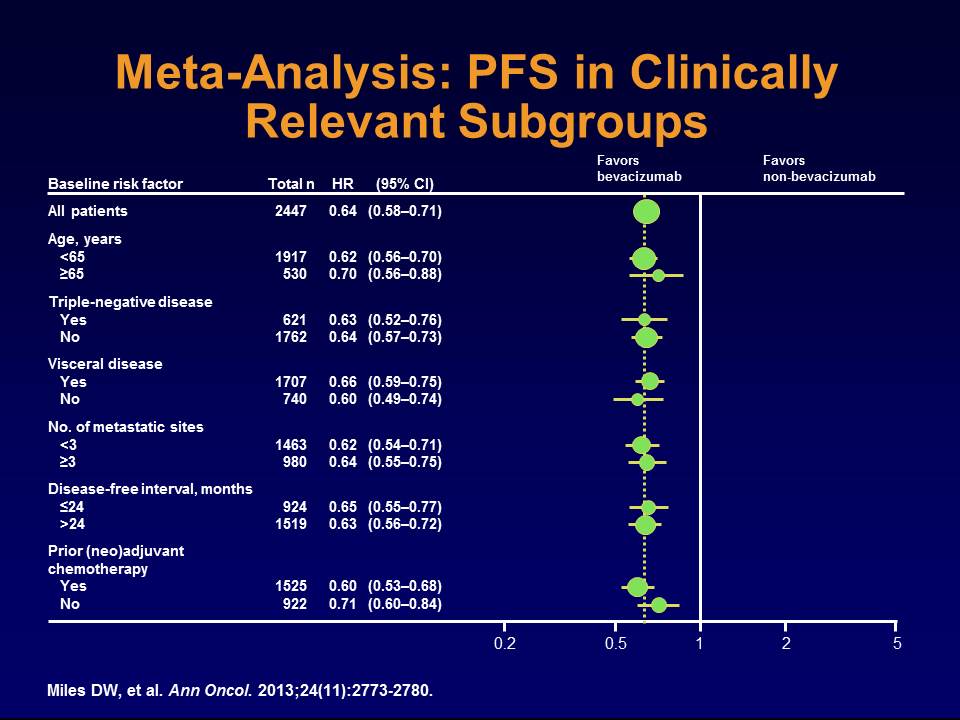 Meta-Analysis: PFS in Clinically
Relevant Subgroups
Favors
bevacizumab
Favors
non-bevacizumab
Baseline risk factor Total n HR (95% CI)
All patients 2447 0.64 (0.58–0.71)
Age, years
<65 1917 0.62 (0.56–0.70)
≥65 530 0.70 (0.56–0.88)
Triple-negative disease
Yes 621 0.63 (0.52–0.76)
No 1762 0.64 (0.57–0.73)
Visceral disease
Yes 1707 0.66 (0.59–0.75)
No 740 0.60 (0.49–0.74)
No. of metastatic sites
<3 1463 0.62 (0.54–0.71)
≥3 980 0.64 (0.55–0.75)
Disease-free interval, months
≤24 924 0.65 (0.55–0.77)
>24 1519 0.63 (0.56–0.72)
Prior (neo)adjuvant
chemotherapy
Yes 1525 0.60 (0.53–0.68)
No 922 0.71 (0.60–0.84)
0.2 0.5 1 2 5
Miles DW, et al. Ann Oncol. 2013;24(11):2773-2780.